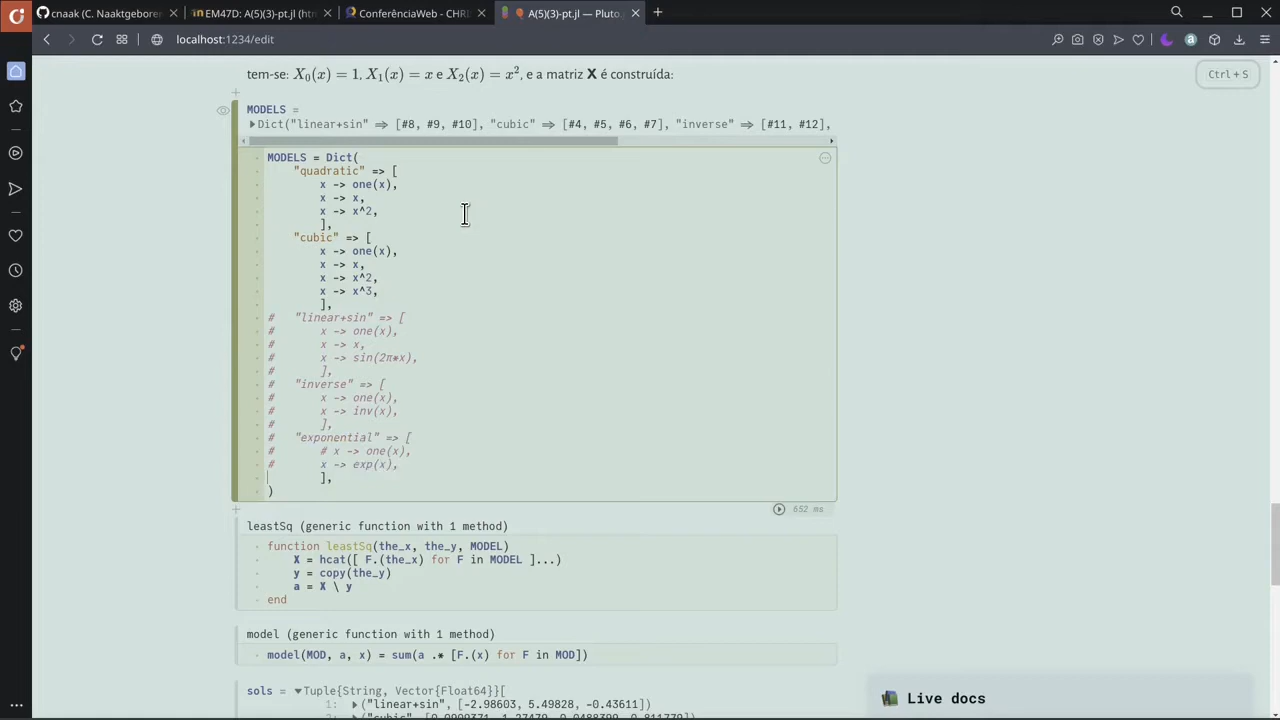 cnaak (C. Naaktgebore
EM47D: A(5)(3)-pt.jl (ht
ConferênciaWeb - CHRI
A(5)(3)-pt.jl — Pluto.
localhost:1234/edit
tem-se: X₀(x) = 1, X₁(x) = x e X₂(x) = x², e a matriz X é construída:
Ctrl + S
MODELS =
Dict("linear+sin" => [#8, #9, #10], "cubic" => [#4, #5, #6, #7], "inverse" => [#11, #12],
MODELS = Dict(
"quadratic" => [
x -> one(x),
x -> x,
x -> x^2,
],
"cubic" => [
x -> one(x),
x -> x,
x -> x^2,
x -> x^3,
],
# "linear+sin" => [
# x -> one(x),
# x -> x,
# x -> sin(2π*x),
# ],
# "inverse" => [
# x -> one(x),
# x -> inv(x),
# ],
# "exponential" => [
# # x -> one(x),
# x -> exp(x),
],
)
652 ms
leastSq (generic function with 1 method)
function leastSq(the_x, the_y, MODEL)
X = hcat([ F.(the_x) for F in MODEL ]...)
y = copy(the_y)
a = X \ y
end
model (generic function with 1 method)
model(MOD, a, x) = sum(a .* [F.(x) for F in MOD])
sols = Tuple{String, Vector{Float64}}[
1: ("linear+sin", [-2.98603, 5.49828, -0.43611])
Live docs